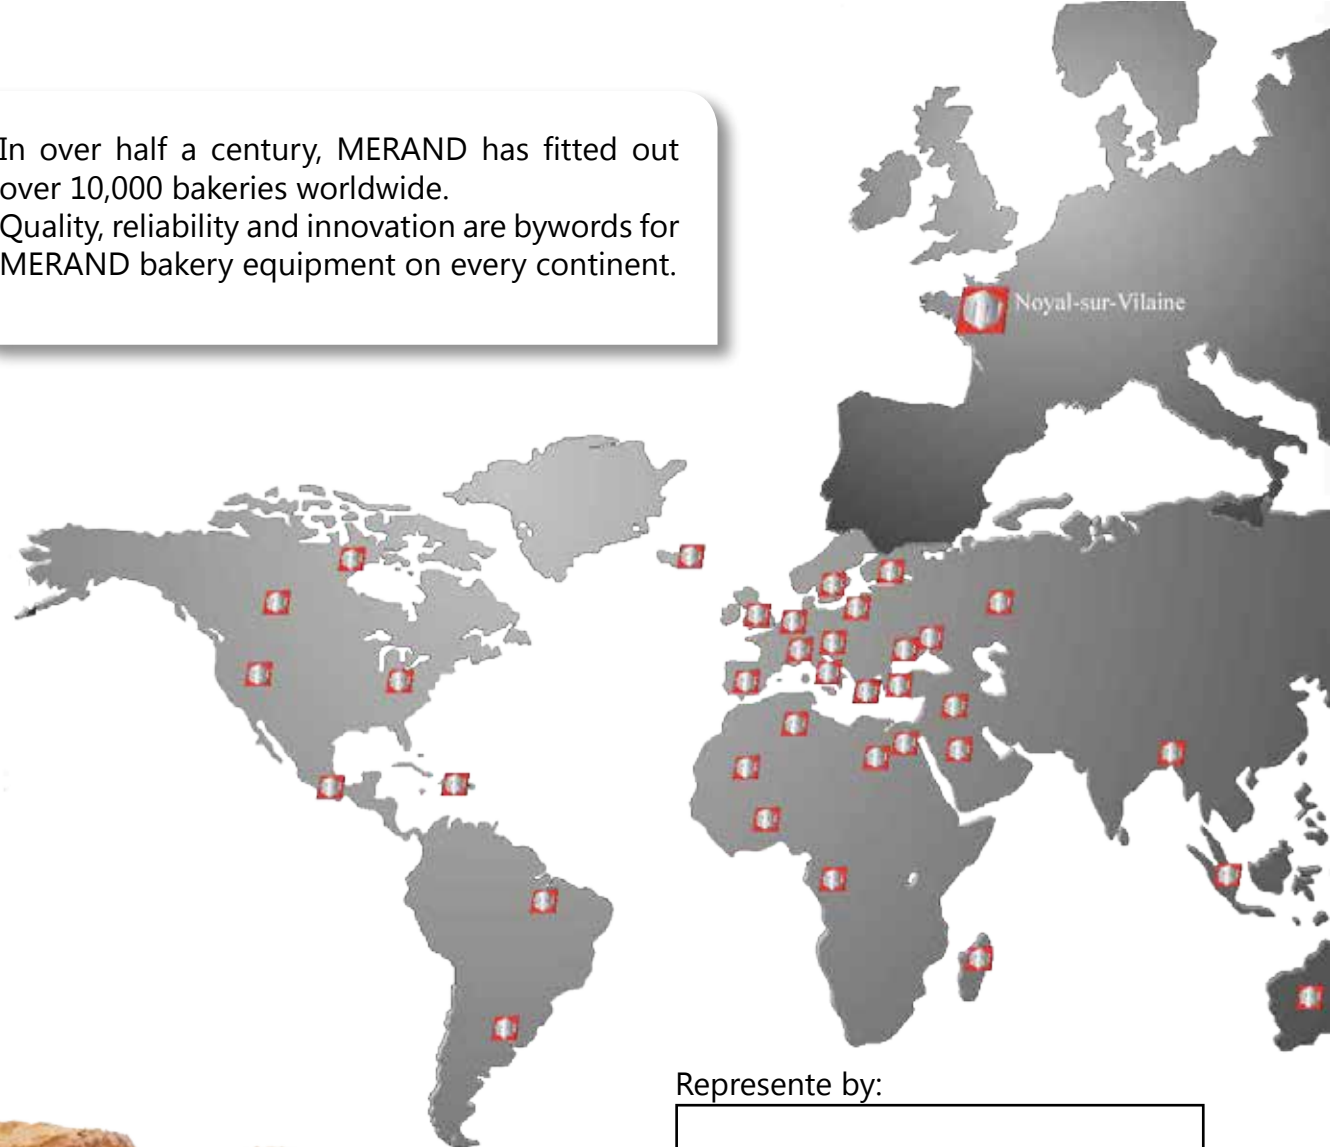 In over half a century, MERAND has fitted out
over 10,000 bakeries worldwide.
Quality, reliability and innovation are bywords for
MERAND bakery equipment on every continent.
Noyal-sur-Vilaine
Represente by: